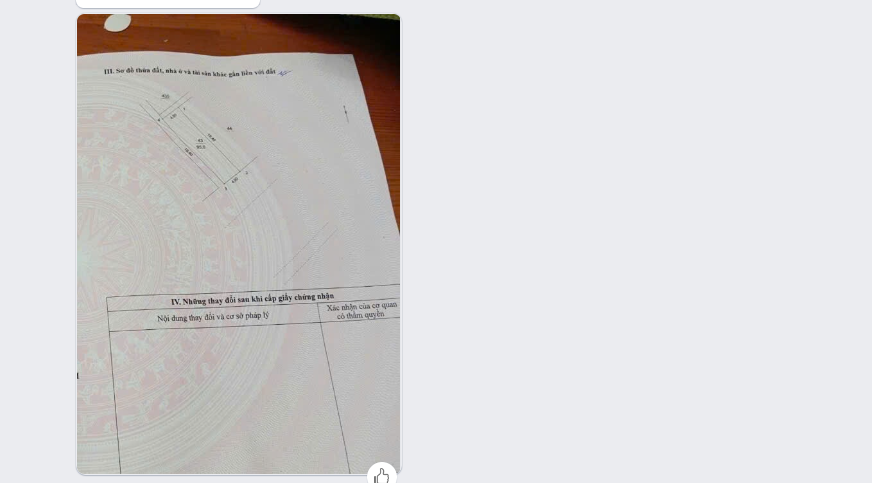 III. Sơ đồ thửa đất, nhà ở và tài sản khác gắn liền với đất
44
43
IV. Những thay đổi sau khi cấp giấy chứng nhận
Nội dung thay đổi và cơ sở pháp lý
Xác nhận của cơ quan
có thẩm quyền